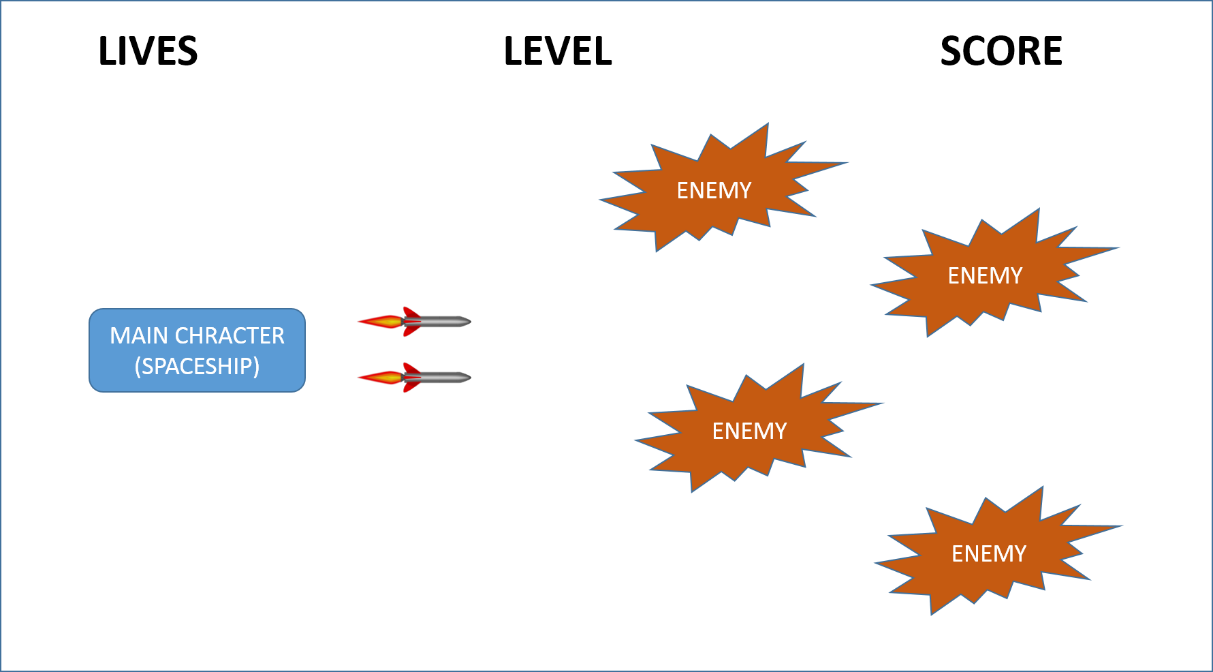 LIVES
LEVEL
SCORE
ENEMY
ENEMY
MAIN CHRACTER
(SPACESHIP)
ENEMY
ENEMY